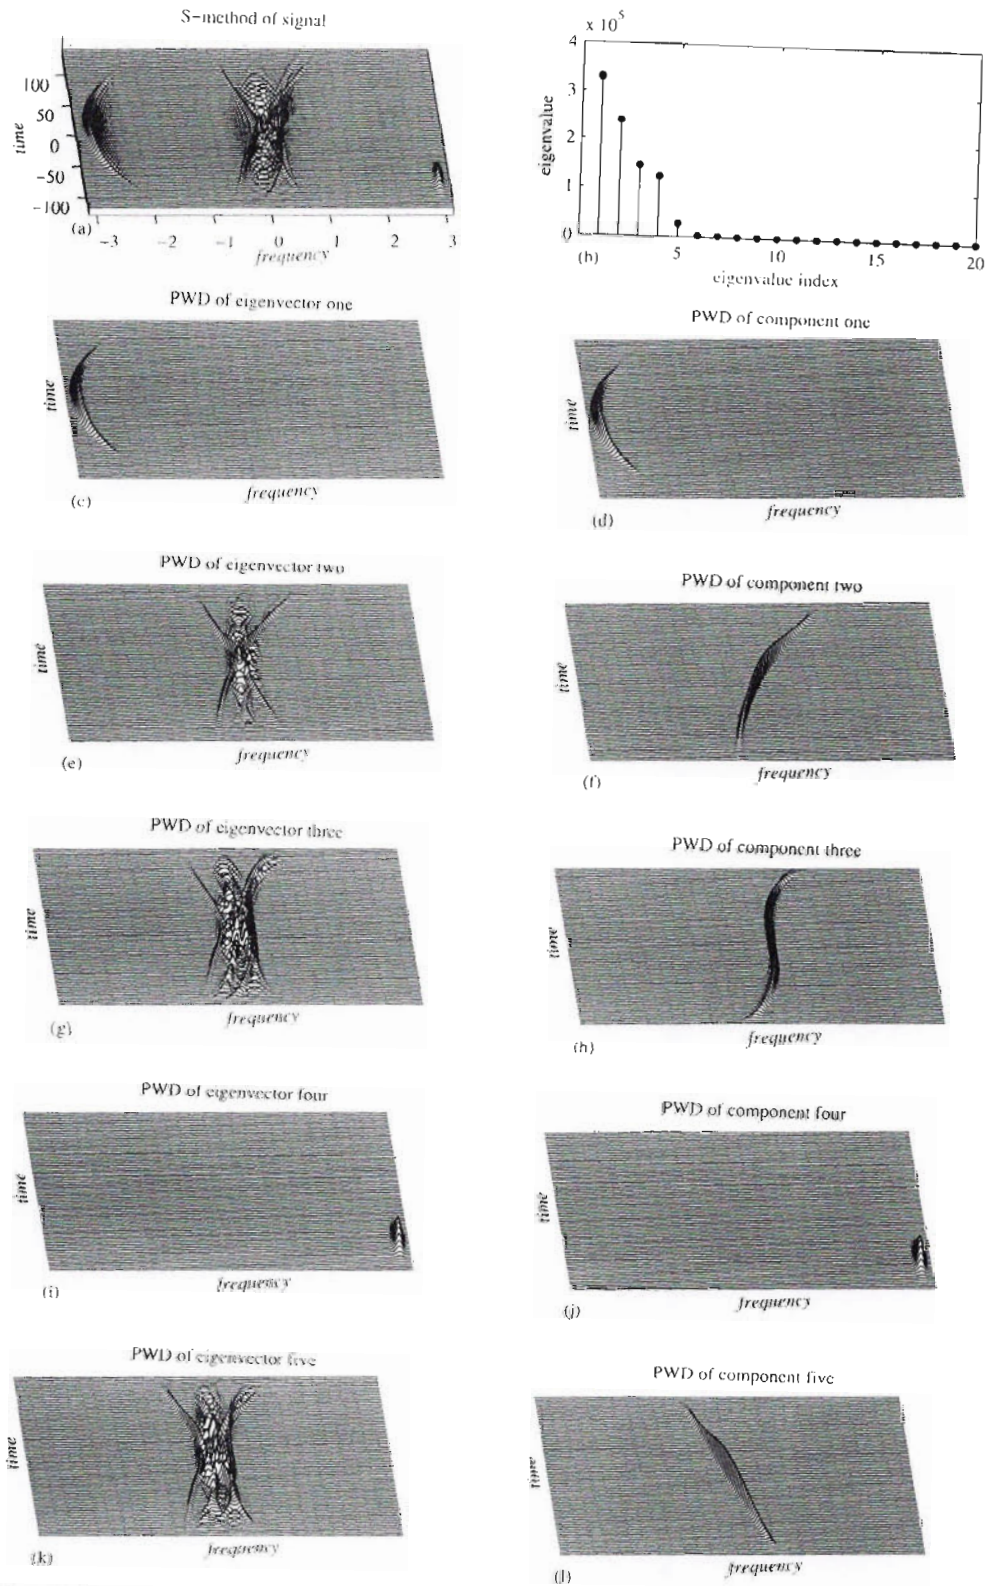 S-method of signal
100
50
0
-50
-100
time
(a)
-3 -2 -1 0 1 2 3
frequency
x 10^5
4
3
2
1
0
eigenvalue
(b)
5 10 15 20
eigenvalue index
PWD of eigenvector one
time
frequency
(c)
PWD of component one
time
frequency
(d)
PWD of eigenvector two
time
frequency
(e)
PWD of component two
time
frequency
(f)
PWD of eigenvector three
time
frequency
(g)
PWD of component three
time
frequency
(h)
PWD of eigenvector four
time
frequency
(i)
PWD of component four
time
frequency
(j)
PWD of eigenvector five
time
frequency
(k)
PWD of component five
time
frequency
(l)